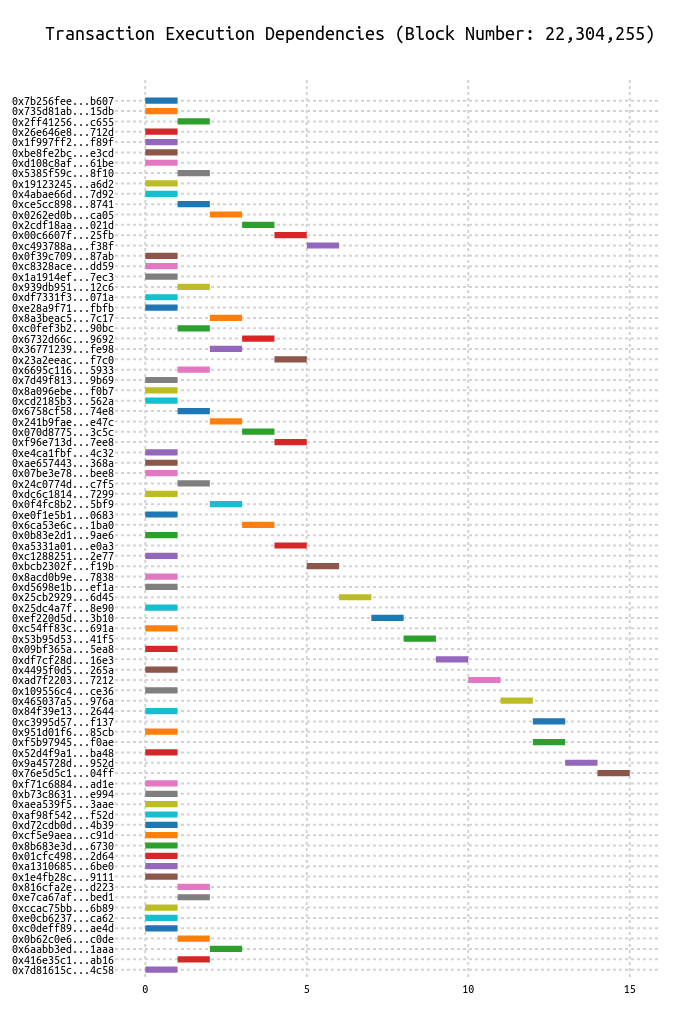 Transaction Execution Dependencies (Block Number: 22,304,255)
0x7b256fee...b607
0x735d81ab...15db
0x2ff41256...c655
0x26e646e8...712d
0x1f997ff2...f89f
0xbe8fe2bc...e3cd
0xd108c8af...61be
0x5385f59c...8f10
0x19123245...a6d2
0x4abae66d...7d92
0xce5cc898...8741
0x0262ed0b...ca05
0x2cdf18aa...021d
0x00c6607f...25fb
0xc493788a...f38f
0x0f39c709...87ab
0xc8328ace...dd59
0x1a1914ef...7ec3
0x939db951...12c6
0xdf7331f3...071a
0xe28a9f71...fbfb
0x8a3beac5...7c17
0xc0fef3b2...90bc
0x6732d66c...9692
0x36771239...fe98
0x23a2eeac...f7c0
0x6695c116...5933
0x7d49f813...9b69
0x8a096ebe...f0b7
0xcd2185b3...562a
0x6758cf58...74e8
0x241b9fae...e47c
0x070d8775...3c5c
0xf96e713d...7ee8
0xe4ca1fbf...4c32
0xae657443...368a
0x07be3e78...bee8
0x24c0774d...c7f5
0xdc6c1814...7299
0x0f4fc8b2...5bf9
0xe0f1e5b1...0683
0x6ca53e6c...1ba0
0x0b83e2d1...9ae6
0xa5331a01...e0a3
0xc1288251...2e77
0xbcb2302f...f19b
0x8acd0b9e...7838
0xd5698e1b...ef1a
0x25cb2929...6d45
0x25dc4a7f...8e90
0xef220d5d...3b10
0xc54ff83c...691a
0x53b95d53...41f5
0x09bf365a...5ea8
0xdf7cf28d...16e3
0x4495f0d5...265a
0xad7f2203...7212
0x109556c4...ce36
0x465037a5...976a
0x84f39e13...2644
0xc3995d57...f137
0x951d01f6...85cb
0xf5b97945...f0ae
0x52d4f9a1...ba48
0x9a45728d...952d
0x76e5d5c1...04ff
0xf71c6884...ad1e
0xb73c8631...e994
0xaea539f5...3aae
0xaf98f542...f52d
0xd72cdb0d...4b39
0xcf5e9aea...c91d
0x8b683e3d...6730
0x01cfc498...2d64
0xa1310685...6be0
0x1e4fb28c...9111
0x816cfa2e...d223
0xe7ca67af...bed1
0xccac75bb...6b89
0xe0cb6237...ca62
0xc0deff89...ae4d
0x0b62c0e6...c0de
0x6aabb3ed...1aaa
0x416e35c1...ab16
0x7d81615c...4c58
0 5 10 15